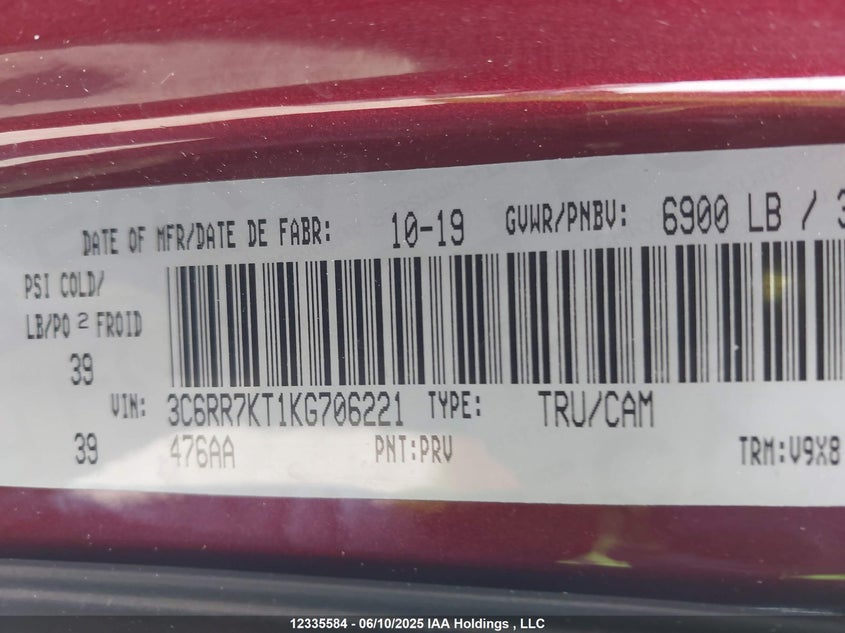 DATE OF MFR/DATE DE FABR: 10-19 GVWR/PNBV: 6900 LB / 3
PSI COLD/
LB/PO 2 FROID
39
VIN: 3C6RR7KT1KG706221 TYPE: TRU/CAM
39 476AA PNT:PRV TRM:V9X8
12335584 - 06/10/2025 IAA Holdings , LLC